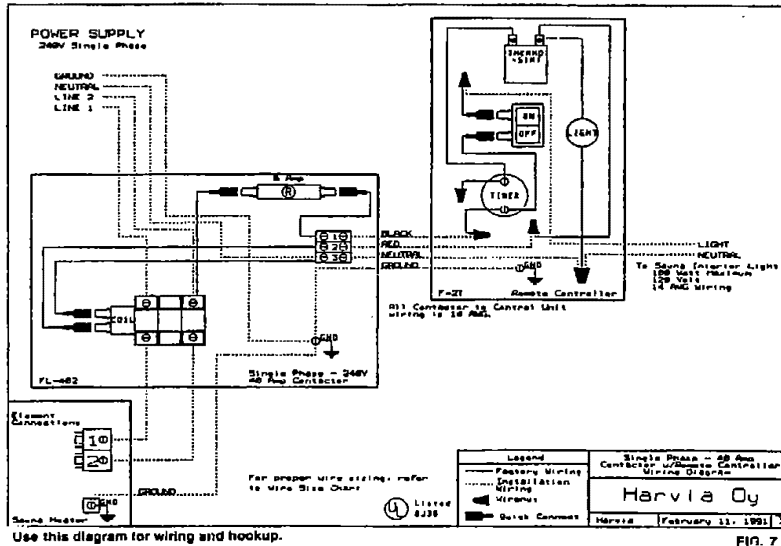 POWER SUPPLY
240V Single Phase
GROUND
NEUTRAL
LINE 2
LINE 1
THERMO
-STAT
ON
OFF
LIGHT
TIMER
Amp
R
1
2
3
BLACK
RED
NEUTRAL
GROUND
GND
LIGHT
NEUTRAL
To Sauna Interior Light
100 Watt Maximum
120 Volt
14 AWG Wiring
F-2T
Remote Controller
All Contactor to Control Unit
wiring is 18 AWG.
COIL
GND
FL-402
Single Phase - 240V
40 Amp Contactor
Element
Connections
1
2
GND
GROUND
Sauna Heater
For proper wire sizing, refer
to Wire Size Chart
UL Listed
Legend
Factory Wiring
Installation
Wiring
Wirenut
Quick Connect
Single Phase - 40 Amp
Contactor w/Remote Controller
Wiring Diagram
Harvia Oy
Harvia
February 11, 1991
Use this diagram for wiring and hookup.
FIG. 7